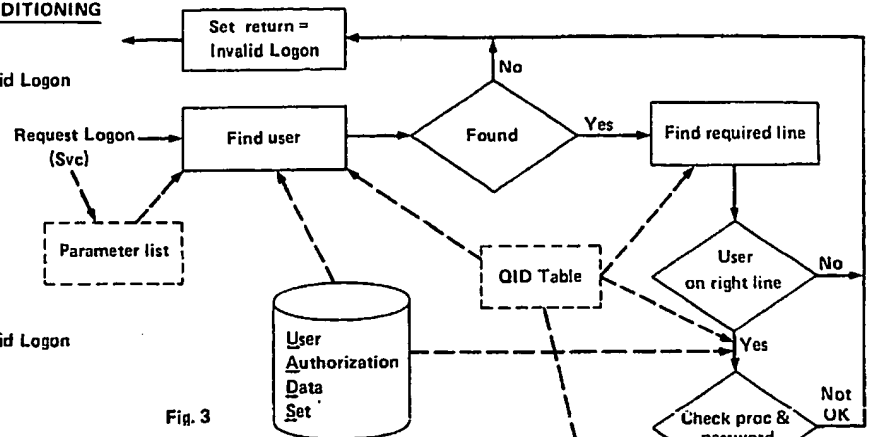 DITIONING
Set return =
Invalid Logon
id Logon
No
Request Logon
(Svc)
Find user
Found
Yes
Find required line
Parameter list
QID Table
User
on right line
No
id Logon
User
Authorization
Data
Set
Yes
Fig. 3
Check proc &
password
Not
OK